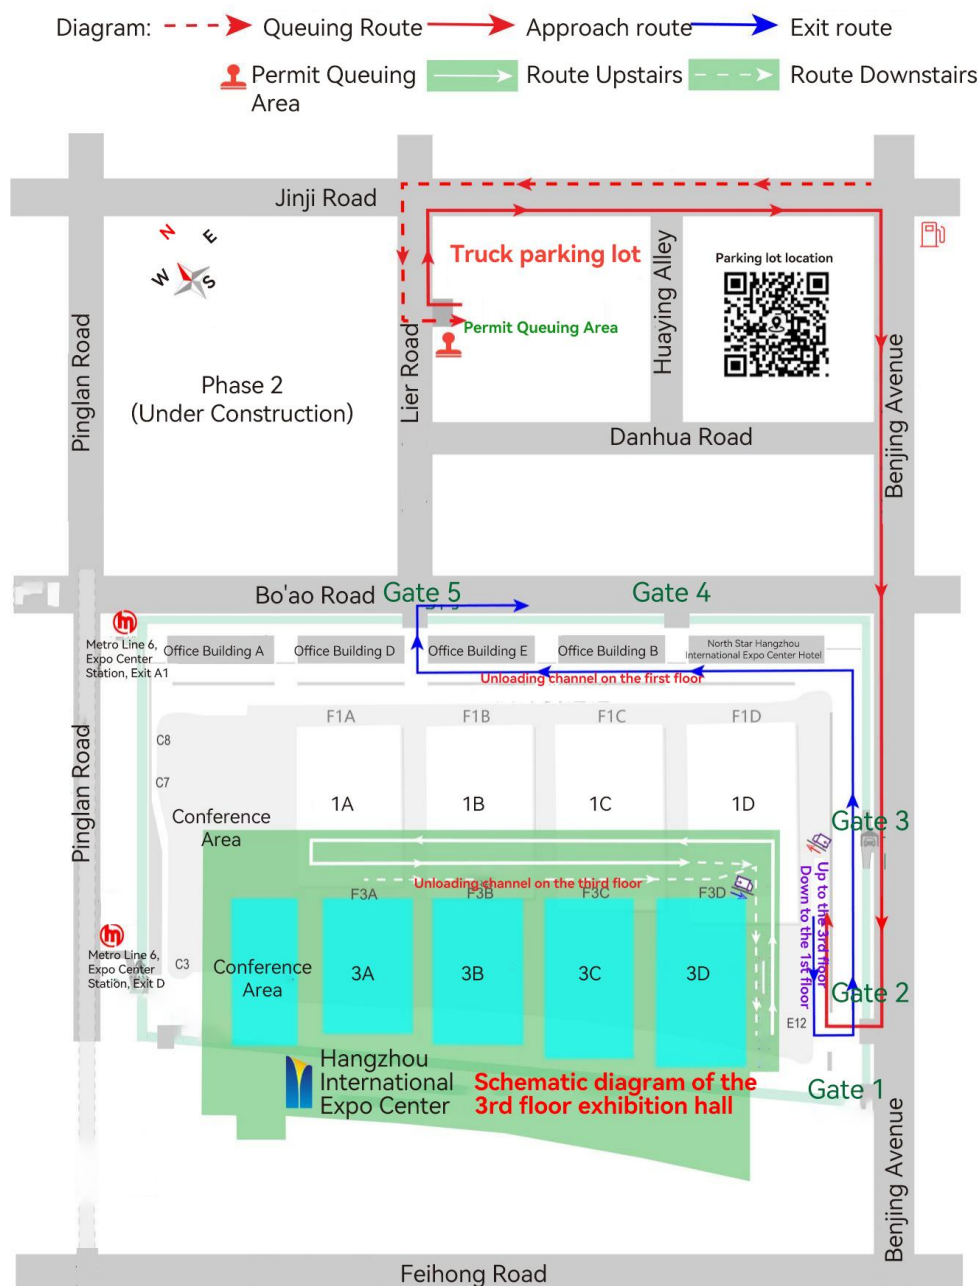 Diagram:
Queuing Route
Approach route
Exit route
Permit Queuing
Area
Route Upstairs
Route Downstairs
Jinji Road
N
E
W
S
Truck parking lot
Parking lot location
Permit Queuing Area
Pinglan Road
Phase 2
(Under Construction)
Lier Road
Huaying Alley
Benjing Avenue
Danhua Road
Bo'ao Road
Gate 5
Gate 4
Metro Line 6,
Expo Center
Station, Exit A1
Office Building A
Office Building D
Office Building E
Office Building B
North Star Hangzhou
International Expo Center Hotel
Unloading channel on the first floor
F1A
F1B
F1C
F1D
C8
C7
Pinglan Road
1A
1B
1C
1D
Conference
Area
Gate 3
Up to the 3rd floor
Down to the 1st floor
Unloading channel on the third floor
F3A
F3B
F3C
F3D
Metro Line 6,
Expo Center
Station, Exit D
C3
Conference
Area
3A
3B
3C
3D
Gate 2
E12
Hangzhou
International
Expo Center
Schematic diagram of the
3rd floor exhibition hall
Gate 1
Benjing Avenue
Feihong Road